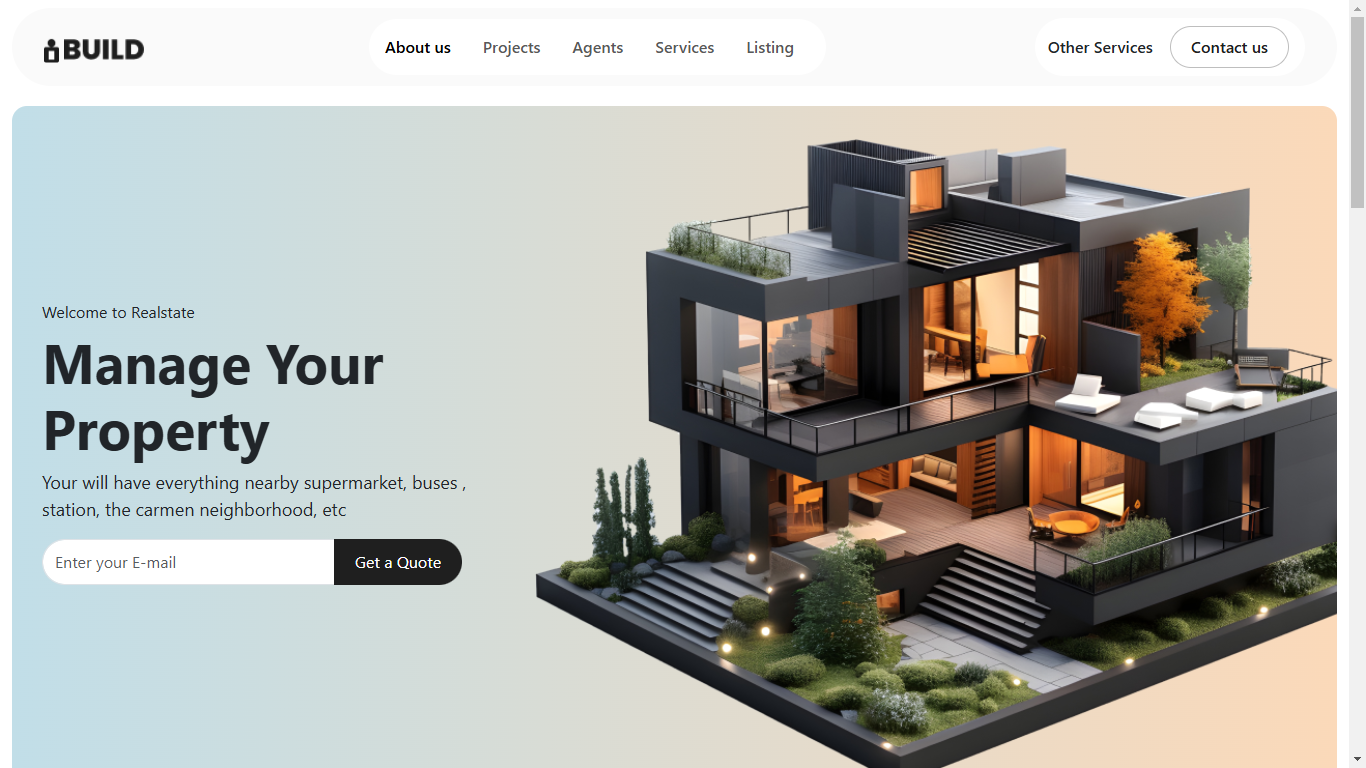 BUILD
About us
Projects
Agents
Services
Listing
Other Services
Contact us
Welcome to Realstate
Manage Your
Property
Your will have everything nearby supermarket, buses ,
station, the carmen neighborhood, etc
Enter your E-mail
Get a Quote